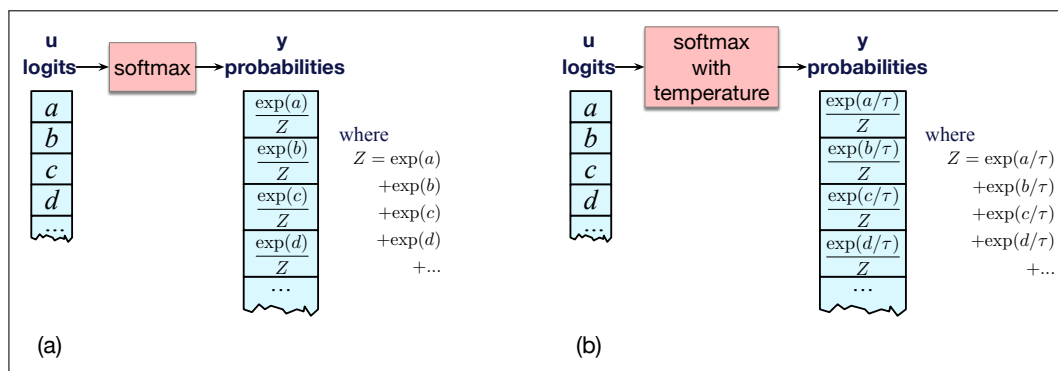 u
logits
softmax
y
probabilities
a
b
c
d
...
exp(a)
Z
exp(b)
Z
exp(c)
Z
exp(d)
Z
...
where
Z = exp(a)
+exp(b)
+exp(c)
+exp(d)
+...
(a)
u
logits
softmax
with
temperature
y
probabilities
a
b
c
d
...
exp(a/τ)
Z
exp(b/τ)
Z
exp(c/τ)
Z
exp(d/τ)
Z
...
where
Z = exp(a/τ)
+exp(b/τ)
+exp(c/τ)
+exp(d/τ)
+...
(b)